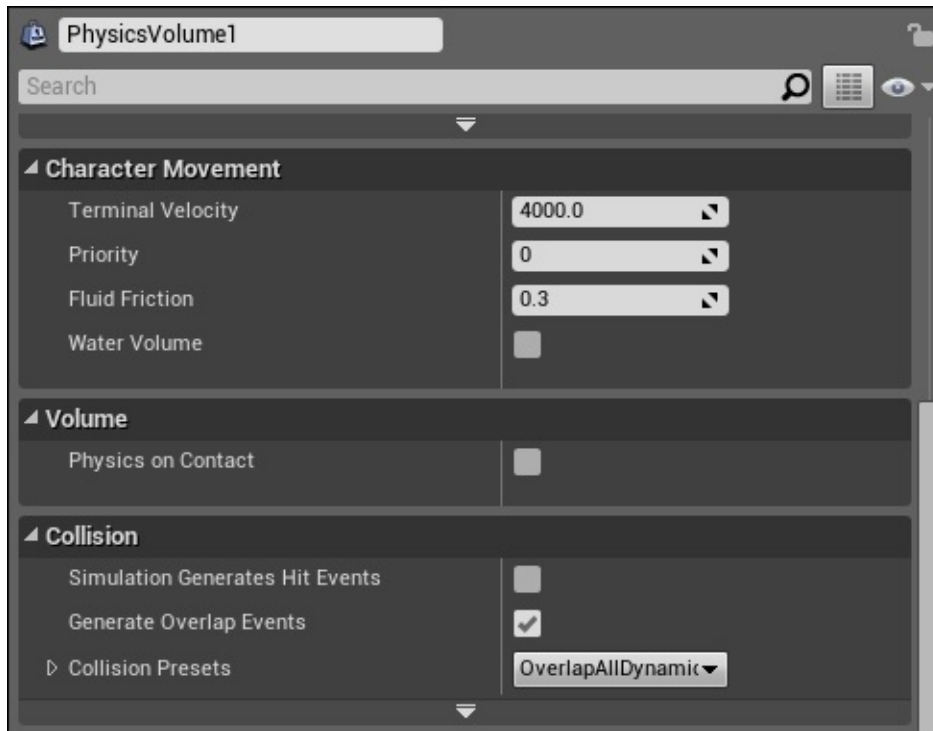 PhysicsVolume1
Search
Character Movement
Terminal Velocity 4000.0
Priority 0
Fluid Friction 0.3
Water Volume
Volume
Physics on Contact
Collision
Simulation Generates Hit Events
Generate Overlap Events
Collision Presets OverlapAllDynamic